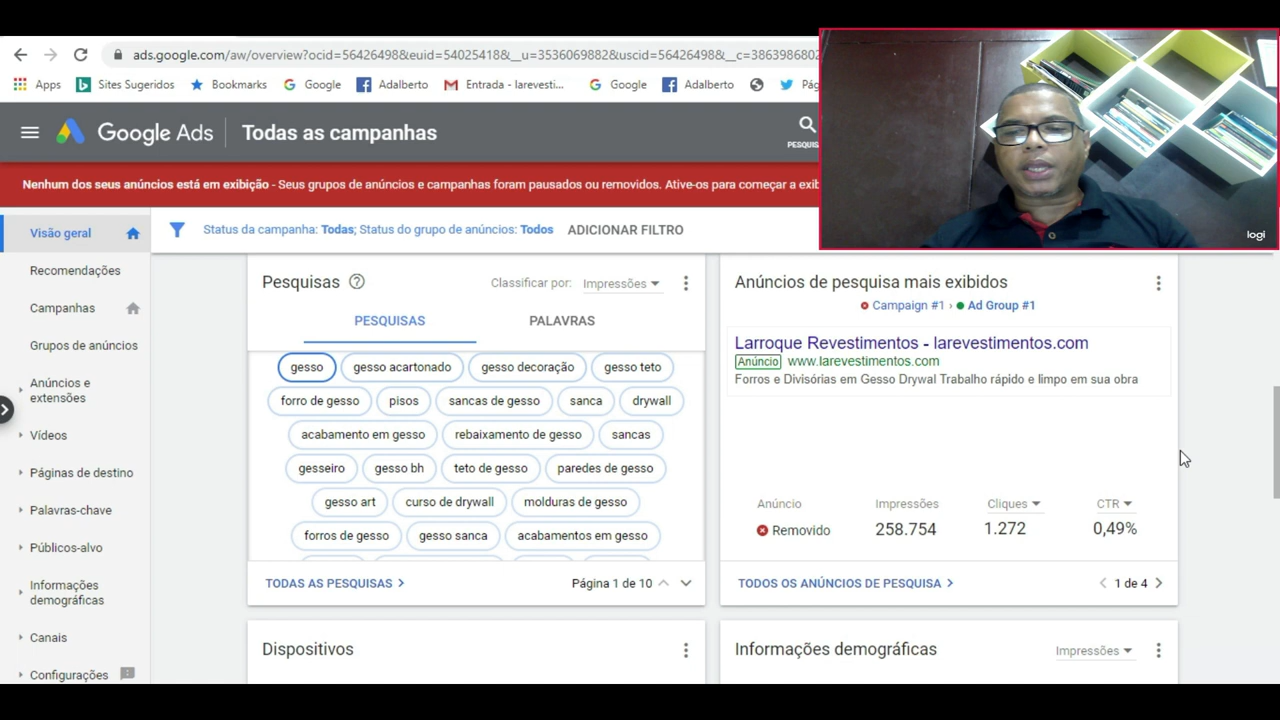 ads.google.com/aw/overview?ocid=56426498&euid=54025418&__u=3536069882&uscid=56426498&__c=386398680
Apps Sites Sugeridos Bookmarks Google Adalberto Entrada - laresvesti... Google Adalberto Pág
Google Ads Todas as campanhas
PESQUIS
Nenhum dos seus anúncios está em exibição - Seus grupos de anúncios e campanhas foram pausados ou removidos. Ative-os para começar a exib
logi
Visão geral
Recomendações
Campanhas
Grupos de anúncios
Anúncios e
extensões
Vídeos
Páginas de destino
Palavras-chave
Públicos-alvo
Informações
demográficas
Canais
Configurações
Status da campanha: Todas; Status do grupo de anúncios: Todos ADICIONAR FILTRO
Pesquisas
Classificar por: Impressões
PESQUISAS PALAVRAS
gesso gesso acartonado gesso decoração gesso teto
forro de gesso pisos sancas de gesso sanca drywall
acabamento em gesso rebaixamento de gesso sancas
gesseiro gesso bh teto de gesso paredes de gesso
gesso art curso de drywall molduras de gesso
forros de gesso gesso sanca acabamentos em gesso
TODAS AS PESQUISAS Página 1 de 10
Anúncios de pesquisa mais exibidos
Campaign #1 › Ad Group #1
Larroque Revestimentos - larevestimentos.com
Anúncio www.larevestimentos.com
Forros e Divisórias em Gesso Drywal Trabalho rápido e limpo em sua obra
Anúncio Impressões Cliques CTR
Removido 258.754 1.272 0,49%
TODOS OS ANÚNCIOS DE PESQUISA 1 de 4
Dispositivos
Informações demográficas Impressões